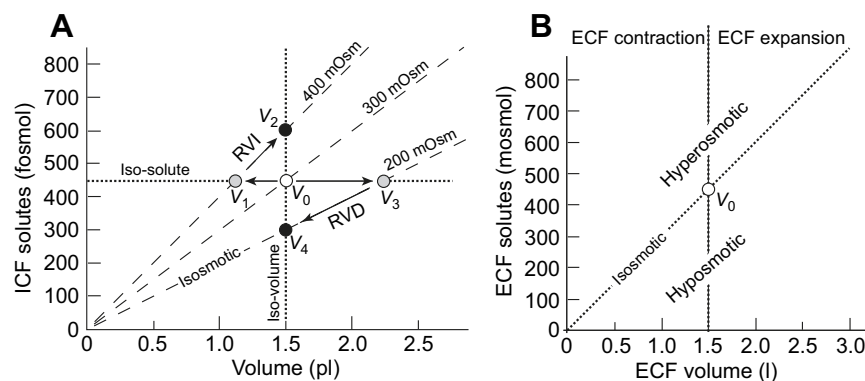 A
ICF solutes (fosmol)
800
700
600
500
400
300
200
100
0
0
0.5
1.0
1.5
2.0
2.5
Volume (pl)
400 mOsm
300 mOsm
200 mOsm
V2
RVI
Iso-solute
V1
V0
V3
RVD
V4
Isosmotic
Iso-volume
B
ECF contraction
ECF expansion
ECF solutes (mosmol)
800
700
600
500
400
300
200
100
0
0
0.5
1.0
1.5
2.0
2.5
3.0
ECF volume (l)
Hyperosmotic
V0
Isosmotic
Hyposmotic